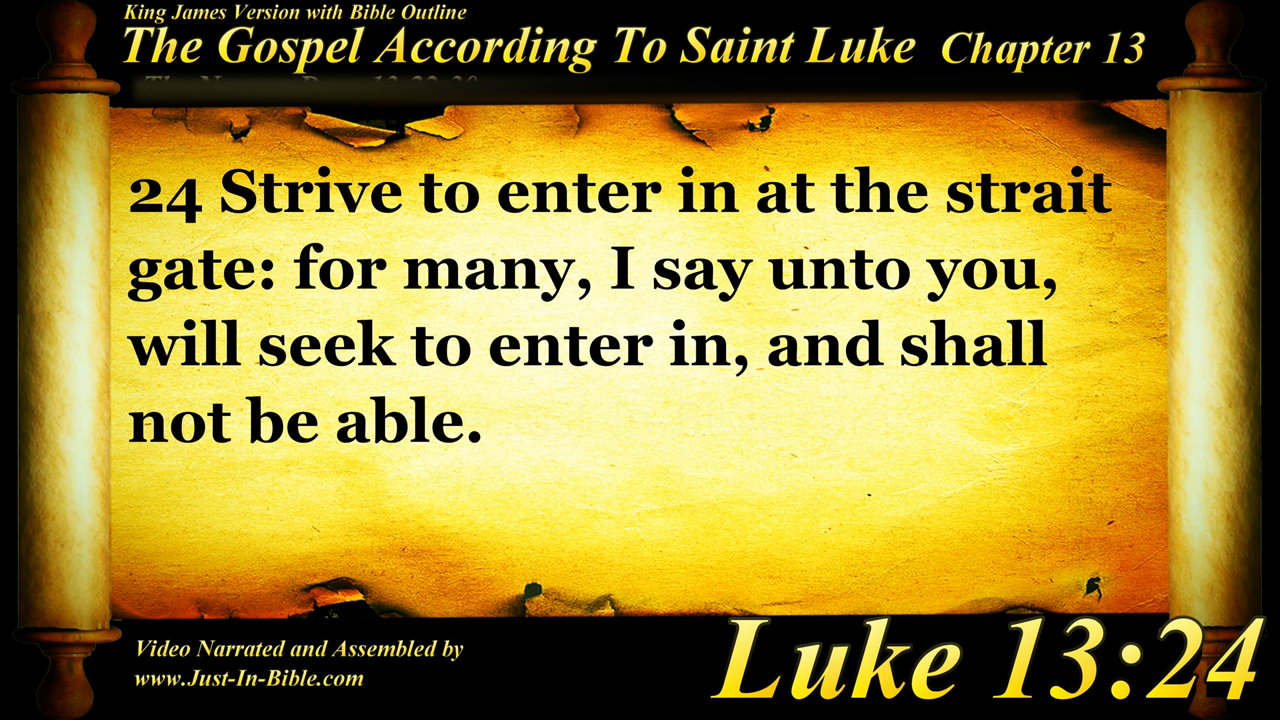 King James Version with Bible Outline
The Gospel According To Saint Luke Chapter 13
24 Strive to enter in at the strait
gate: for many, I say unto you,
will seek to enter in, and shall
not be able.
Video Narrated and Assembled by
www.Just-In-Bible.com
Luke 13:24